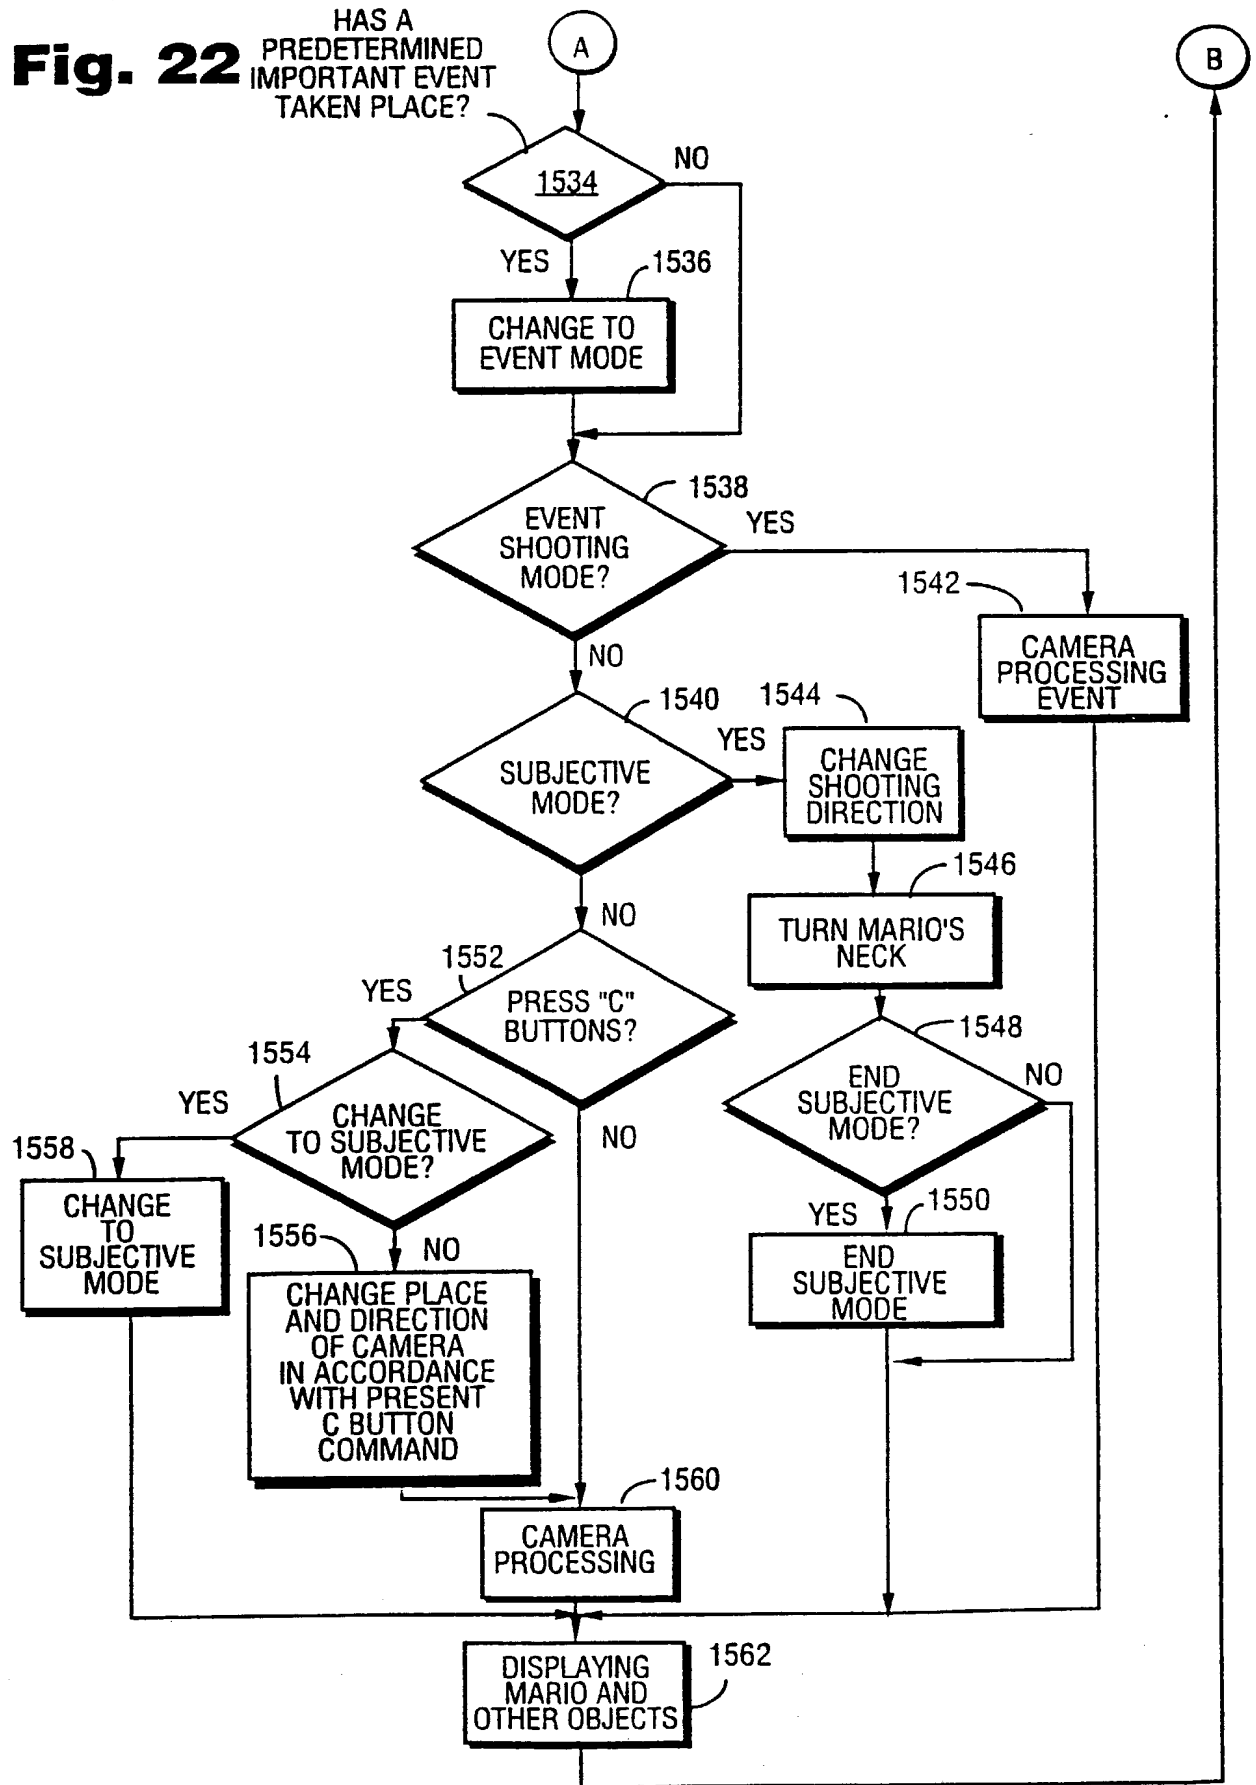 Fig. 22
HAS A
PREDETERMINED
IMPORTANT EVENT
TAKEN PLACE?
A
B
1534
NO
YES
1536
CHANGE TO
EVENT MODE
1538
EVENT
SHOOTING
MODE?
YES
NO
1542
CAMERA
PROCESSING
EVENT
1540
SUBJECTIVE
MODE?
YES
NO
1544
CHANGE
SHOOTING
DIRECTION
1546
TURN MARIO'S
NECK
1552
PRESS "C"
BUTTONS?
YES
NO
1548
END
SUBJECTIVE
MODE?
NO
YES
1554
CHANGE
TO SUBJECTIVE
MODE?
YES
NO
1558
CHANGE
TO
SUBJECTIVE
MODE
1550
END
SUBJECTIVE
MODE
1556
CHANGE PLACE
AND DIRECTION
OF CAMERA
IN ACCORDANCE
WITH PRESENT
C BUTTON
COMMAND
1560
CAMERA
PROCESSING
1562
DISPLAYING
MARIO AND
OTHER OBJECTS